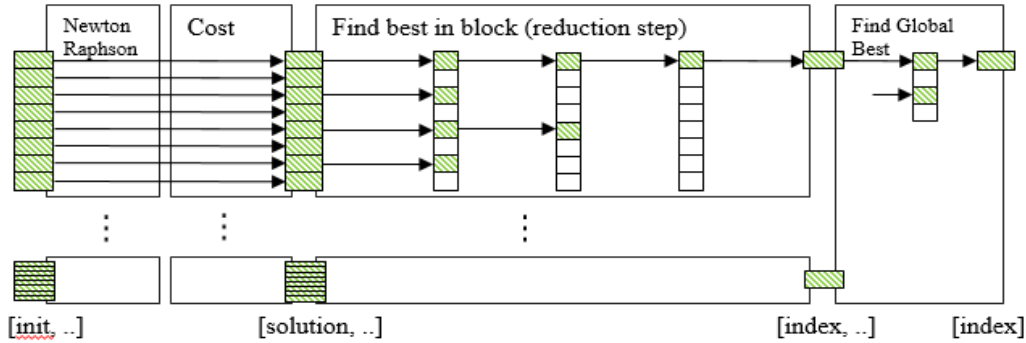 Newton
Raphson
Cost
Find best in block (reduction step)
Find Global
Best
[init, ..]
[solution, ..]
[index, ..]
[index]